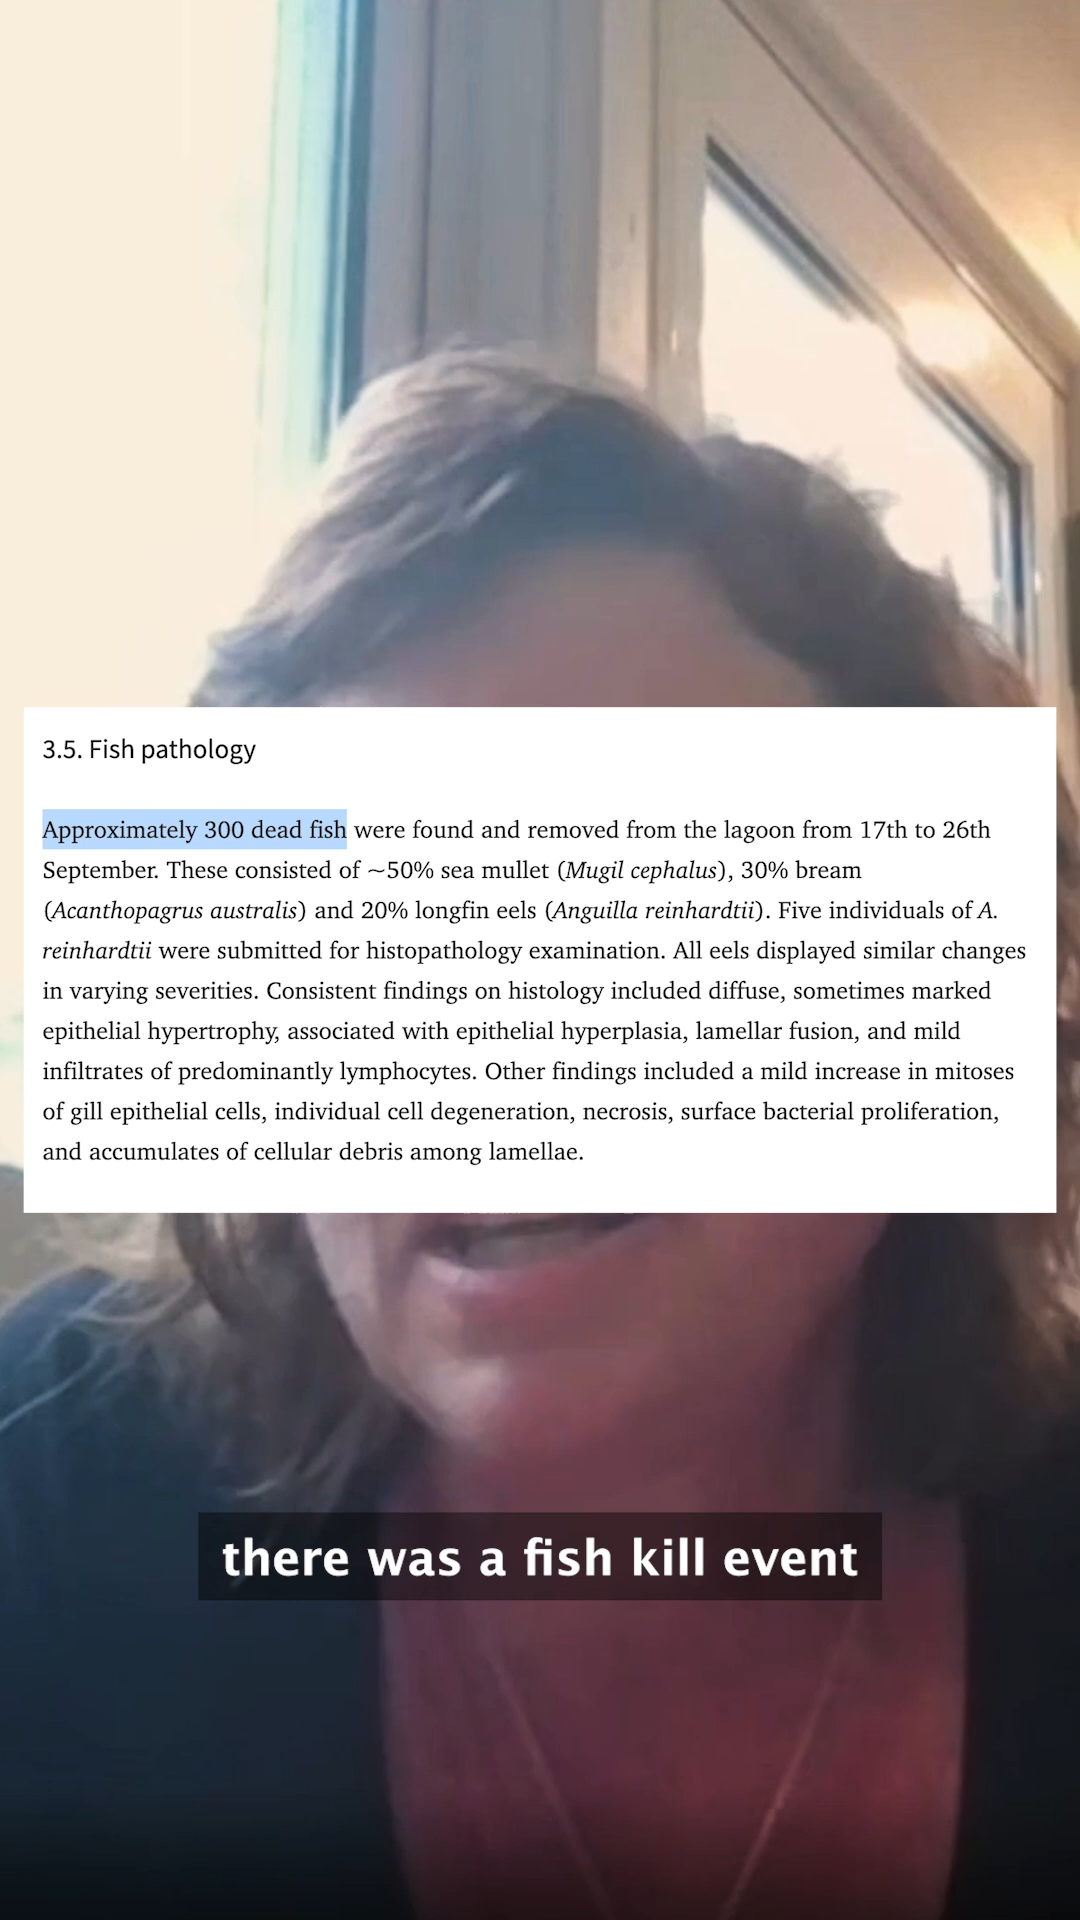 3.5. Fish pathology
Approximately 300 dead fish were found and removed from the lagoon from 17th to 26th
September. These consisted of ~50% sea mullet (Mugil cephalus), 30% bream
(Acanthopagrus australis) and 20% longfin eels (Anguilla reinhardtii). Five individuals of A.
reinhardtii were submitted for histopathology examination. All eels displayed similar changes
in varying severities. Consistent findings on histology included diffuse, sometimes marked
epithelial hypertrophy, associated with epithelial hyperplasia, lamellar fusion, and mild
infiltrates of predominantly lymphocytes. Other findings included a mild increase in mitoses
of gill epithelial cells, individual cell degeneration, necrosis, surface bacterial proliferation,
and accumulates of cellular debris among lamellae.
there was a fish kill event